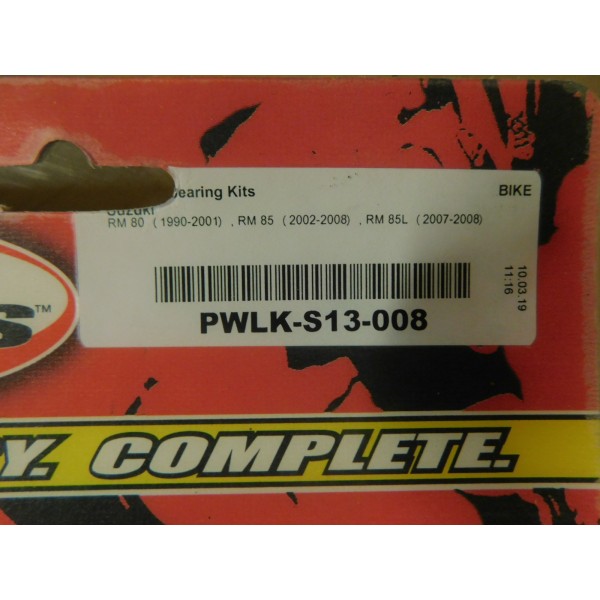 Bearing Kits BIKE
Suzuki
RM 80 ( 1990-2001) , RM 85 ( 2002-2008) , RM 85L ( 2007-2008)
10.03.19
11:16
PWLK-S13-008
S™
Y. COMPLETE.